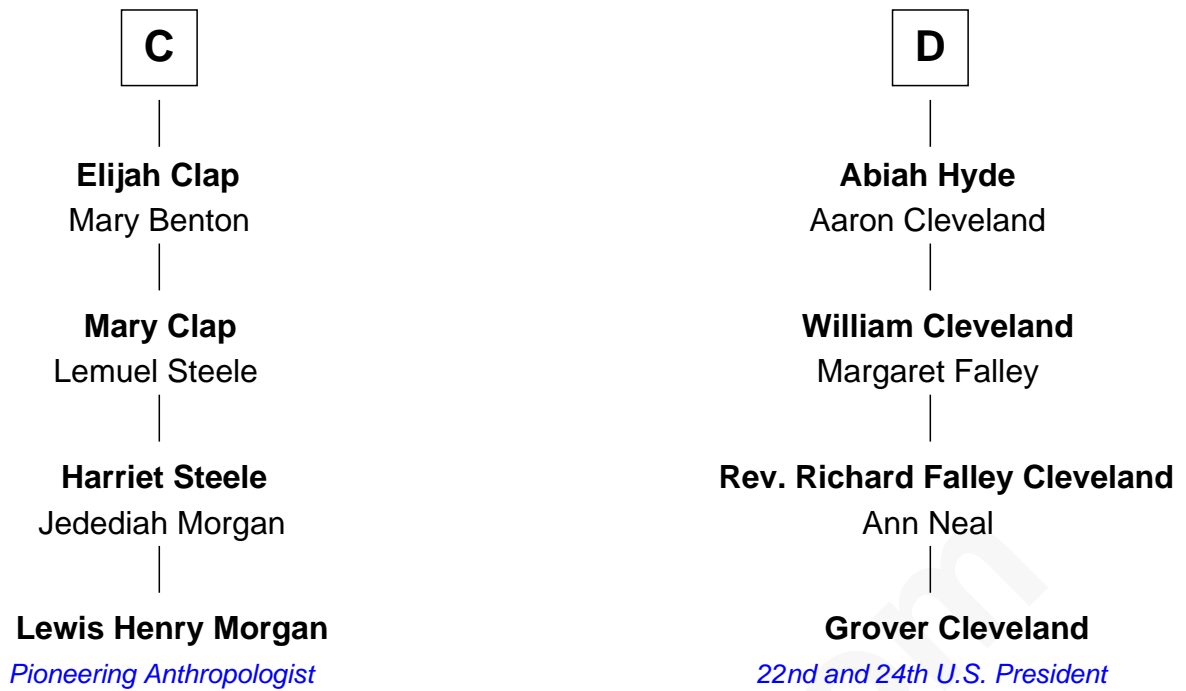 C
Elijah Clap
Mary Benton
Mary Clap
Lemuel Steele
Harriet Steele
Jedediah Morgan
Lewis Henry Morgan
Pioneering Anthropologist
D
Abiah Hyde
Aaron Cleveland
William Cleveland
Margaret Falley
Rev. Richard Falley Cleveland
Ann Neal
Grover Cleveland
22nd and 24th U.S. President